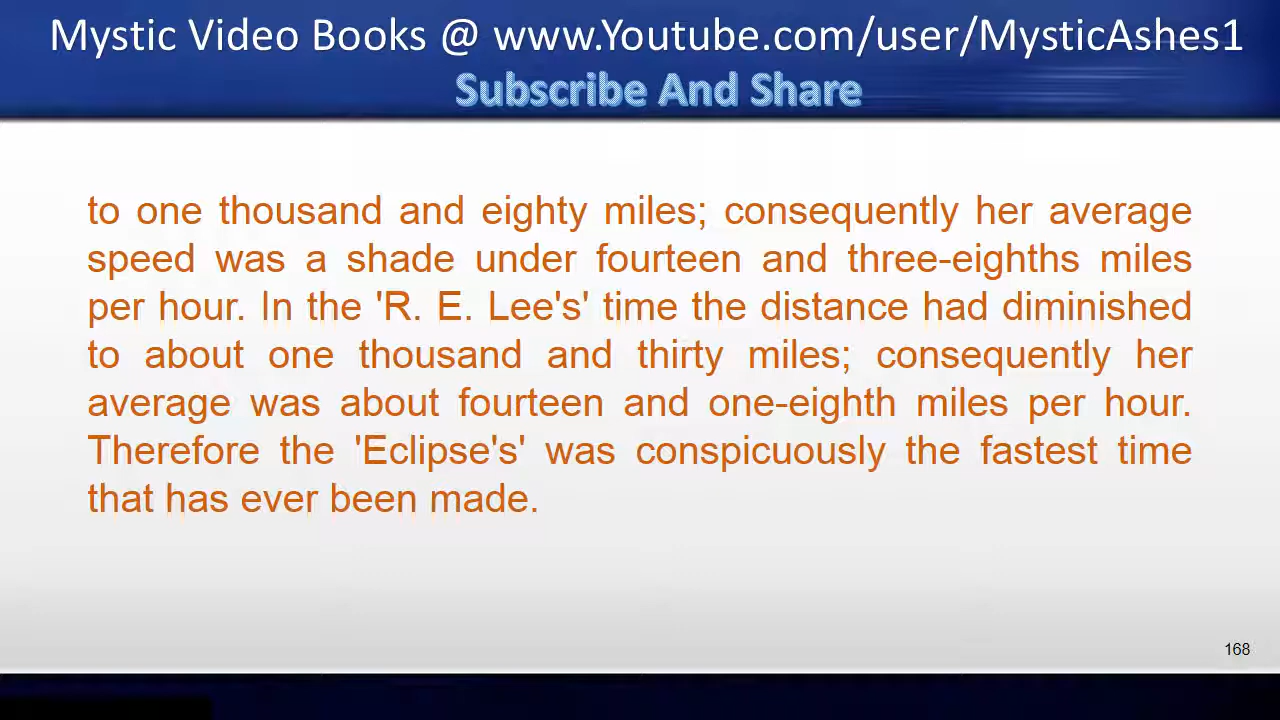 Mystic Video Books @ www.Youtube.com/user/MysticAshes1
Subscribe And Share
to one thousand and eighty miles; consequently her average
speed was a shade under fourteen and three-eighths miles
per hour. In the 'R. E. Lee's' time the distance had diminished
to about one thousand and thirty miles; consequently her
average was about fourteen and one-eighth miles per hour.
Therefore the 'Eclipse's' was conspicuously the fastest time
that has ever been made.
168